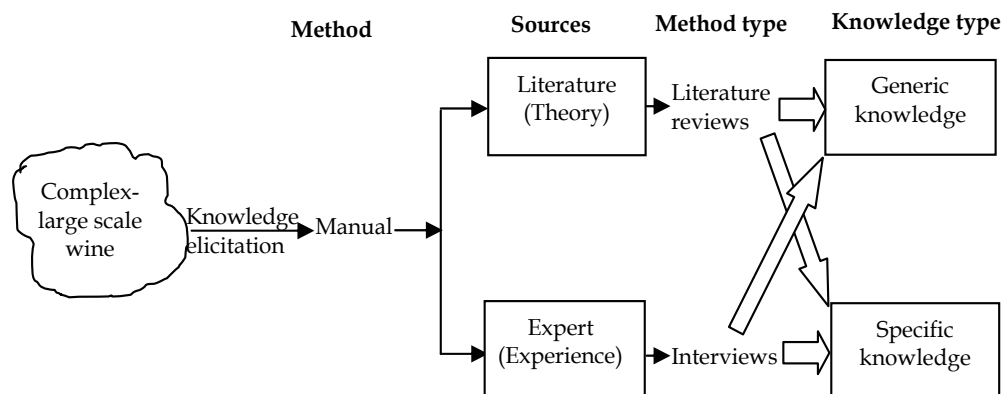 Method
Sources
Method type
Knowledge type
Literature
(Theory)
Literature
reviews
Generic
knowledge
Complex-
large scale
wine
Knowledge
elicitation
Manual
Expert
(Experience)
Interviews
Specific
knowledge